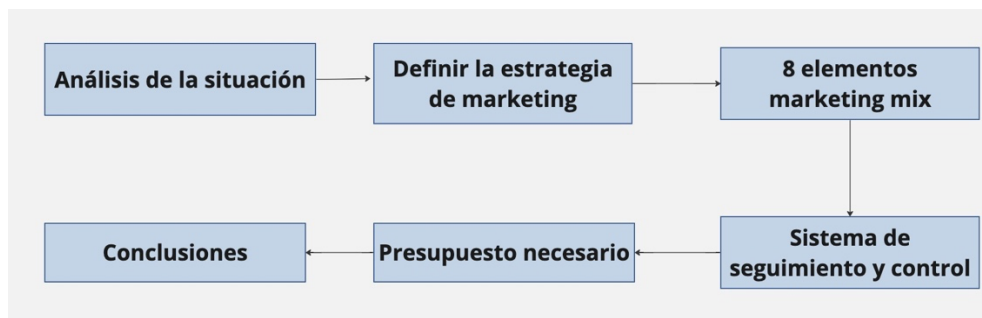 Análisis de la situación
Definir la estrategia
de marketing
8 elementos
marketing mix
Sistema de
seguimiento y control
Presupuesto necesario
Conclusiones